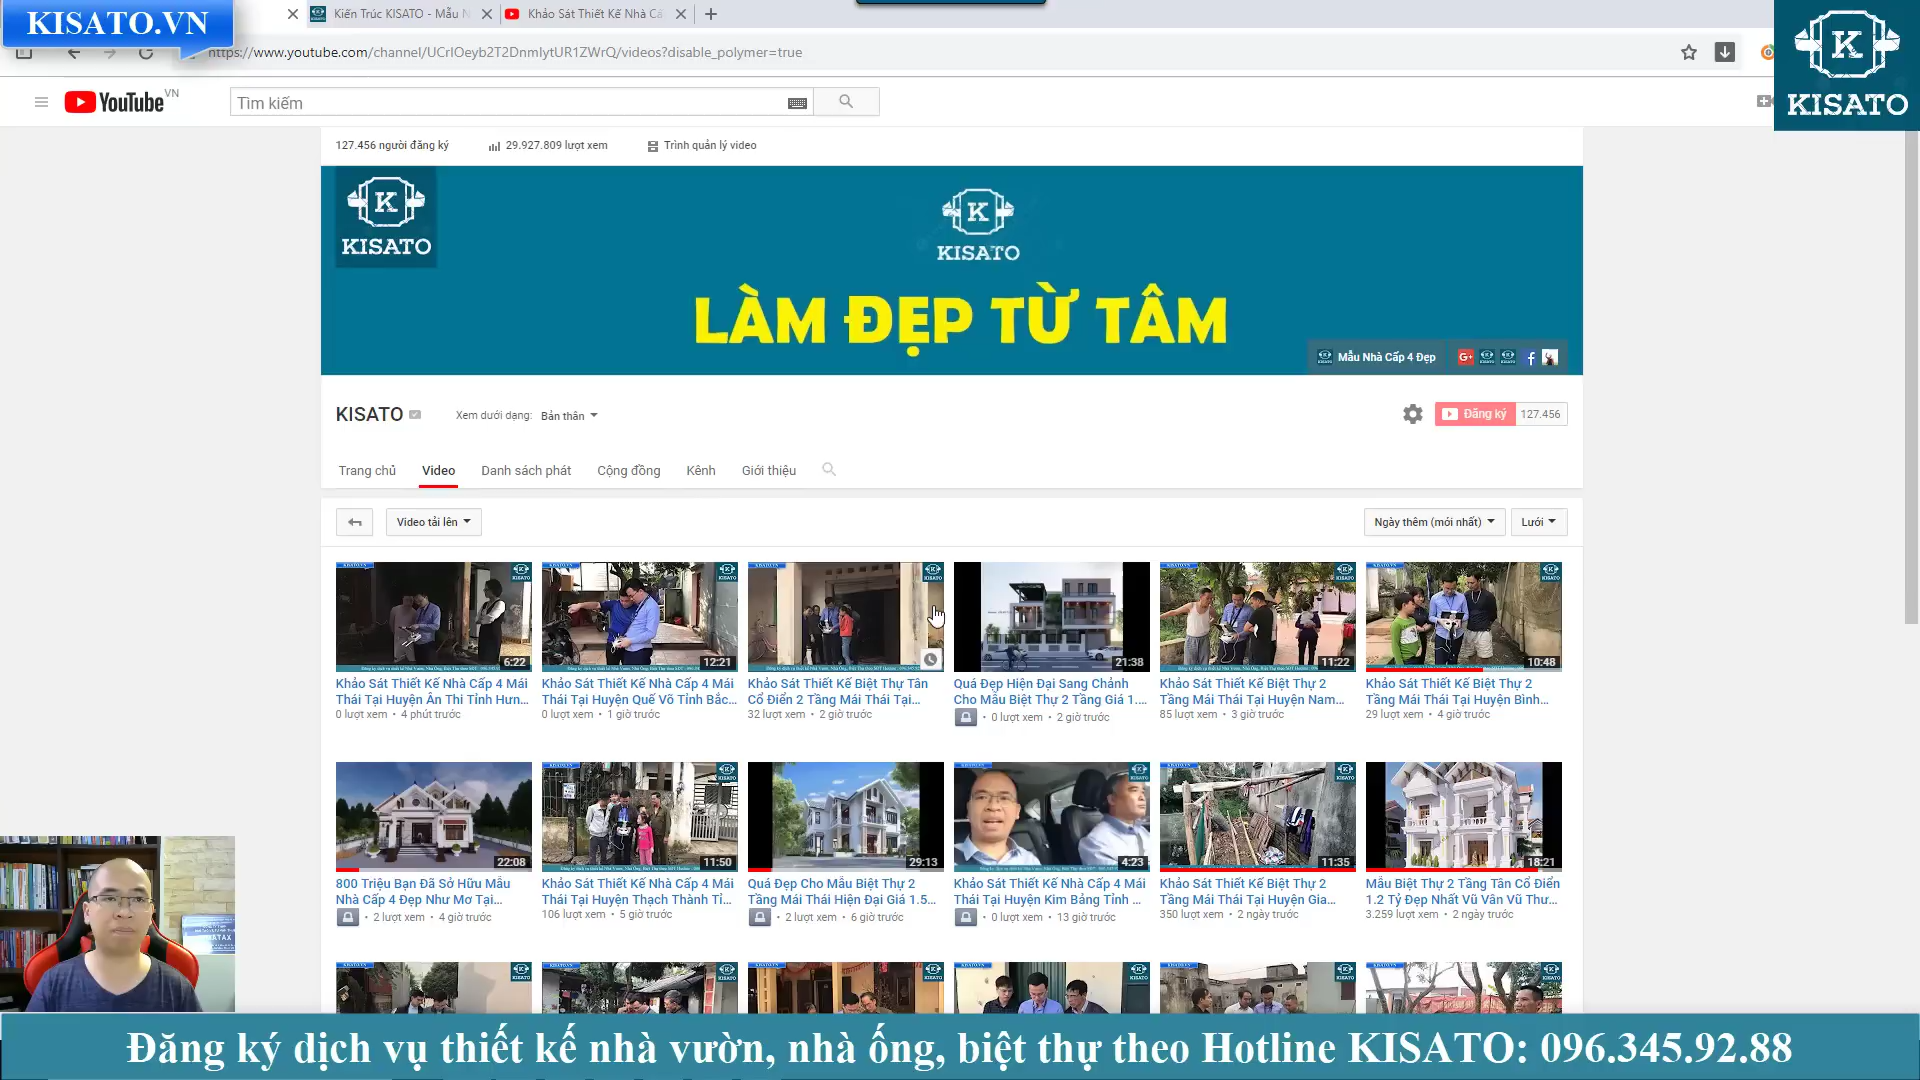 KISATO.VN
Kiến Trúc KISATO - Mẫu N
Khảo Sát Thiết Kế Nhà Cấ
https://www.youtube.com/channel/UCrIOeyb2T2DnmIytUR1ZWrQ/videos?disable_polymer=true
K
KISATO
YouTube VN
Tìm kiếm
127.456 người đăng ký
29.927.809 lượt xem
Trình quản lý video
K
KISATO
K
KISATO
LÀM ĐẸP TỪ TÂM
Mẫu Nhà Cấp 4 Đẹp
KISATO
Xem dưới dạng: Bản thân
Đăng ký 127.456
Trang chủ
Video
Danh sách phát
Cộng đồng
Kênh
Giới thiệu
Video tải lên
Ngày thêm (mới nhất)
Lưới
6:22
12:21
21:38
11:22
10:48
Khảo Sát Thiết Kế Nhà Cấp 4 Mái
Thái Tại Huyện Ân Thi Tỉnh Hưn...
0 lượt xem • 4 phút trước
Khảo Sát Thiết Kế Nhà Cấp 4 Mái
Thái Tại Huyện Quế Võ Tỉnh Bắc...
0 lượt xem • 1 giờ trước
Khảo Sát Thiết Kế Biệt Thự Tân
Cổ Điển 2 Tầng Mái Thái Tại...
32 lượt xem • 2 giờ trước
Quá Đẹp Hiện Đại Sang Chảnh
Cho Mẫu Biệt Thự 2 Tầng Giá 1....
• 0 lượt xem • 2 giờ trước
Khảo Sát Thiết Kế Biệt Thự 2
Tầng Mái Thái Tại Huyện Nam...
85 lượt xem • 3 giờ trước
Khảo Sát Thiết Kế Biệt Thự 2
Tầng Mái Thái Tại Huyện Bình...
29 lượt xem • 4 giờ trước
22:08
11:50
29:13
4:23
11:35
18:21
800 Triệu Bạn Đã Sở Hữu Mẫu
Nhà Cấp 4 Đẹp Như Mơ Tại...
• 2 lượt xem • 4 giờ trước
Khảo Sát Thiết Kế Nhà Cấp 4 Mái
Thái Tại Huyện Thạch Thành Tỉ...
106 lượt xem • 5 giờ trước
Quá Đẹp Cho Mẫu Biệt Thự 2
Tầng Mái Thái Hiện Đại Giá 1.5...
• 2 lượt xem • 6 giờ trước
Khảo Sát Thiết Kế Nhà Cấp 4 Mái
Thái Tại Huyện Kim Bảng Tỉnh ...
• 0 lượt xem • 13 giờ trước
Khảo Sát Thiết Kế Biệt Thự 2
Tầng Mái Thái Tại Huyện Gia...
350 lượt xem • 2 ngày trước
Mẫu Biệt Thự 2 Tầng Tân Cổ Điển
1.2 Tỷ Đẹp Nhất Vũ Vân Vũ Thư...
3.259 lượt xem • 2 ngày trước
Đăng ký dịch vụ thiết kế nhà vườn, nhà ống, biệt thự theo Hotline KISATO: 096.345.92.88